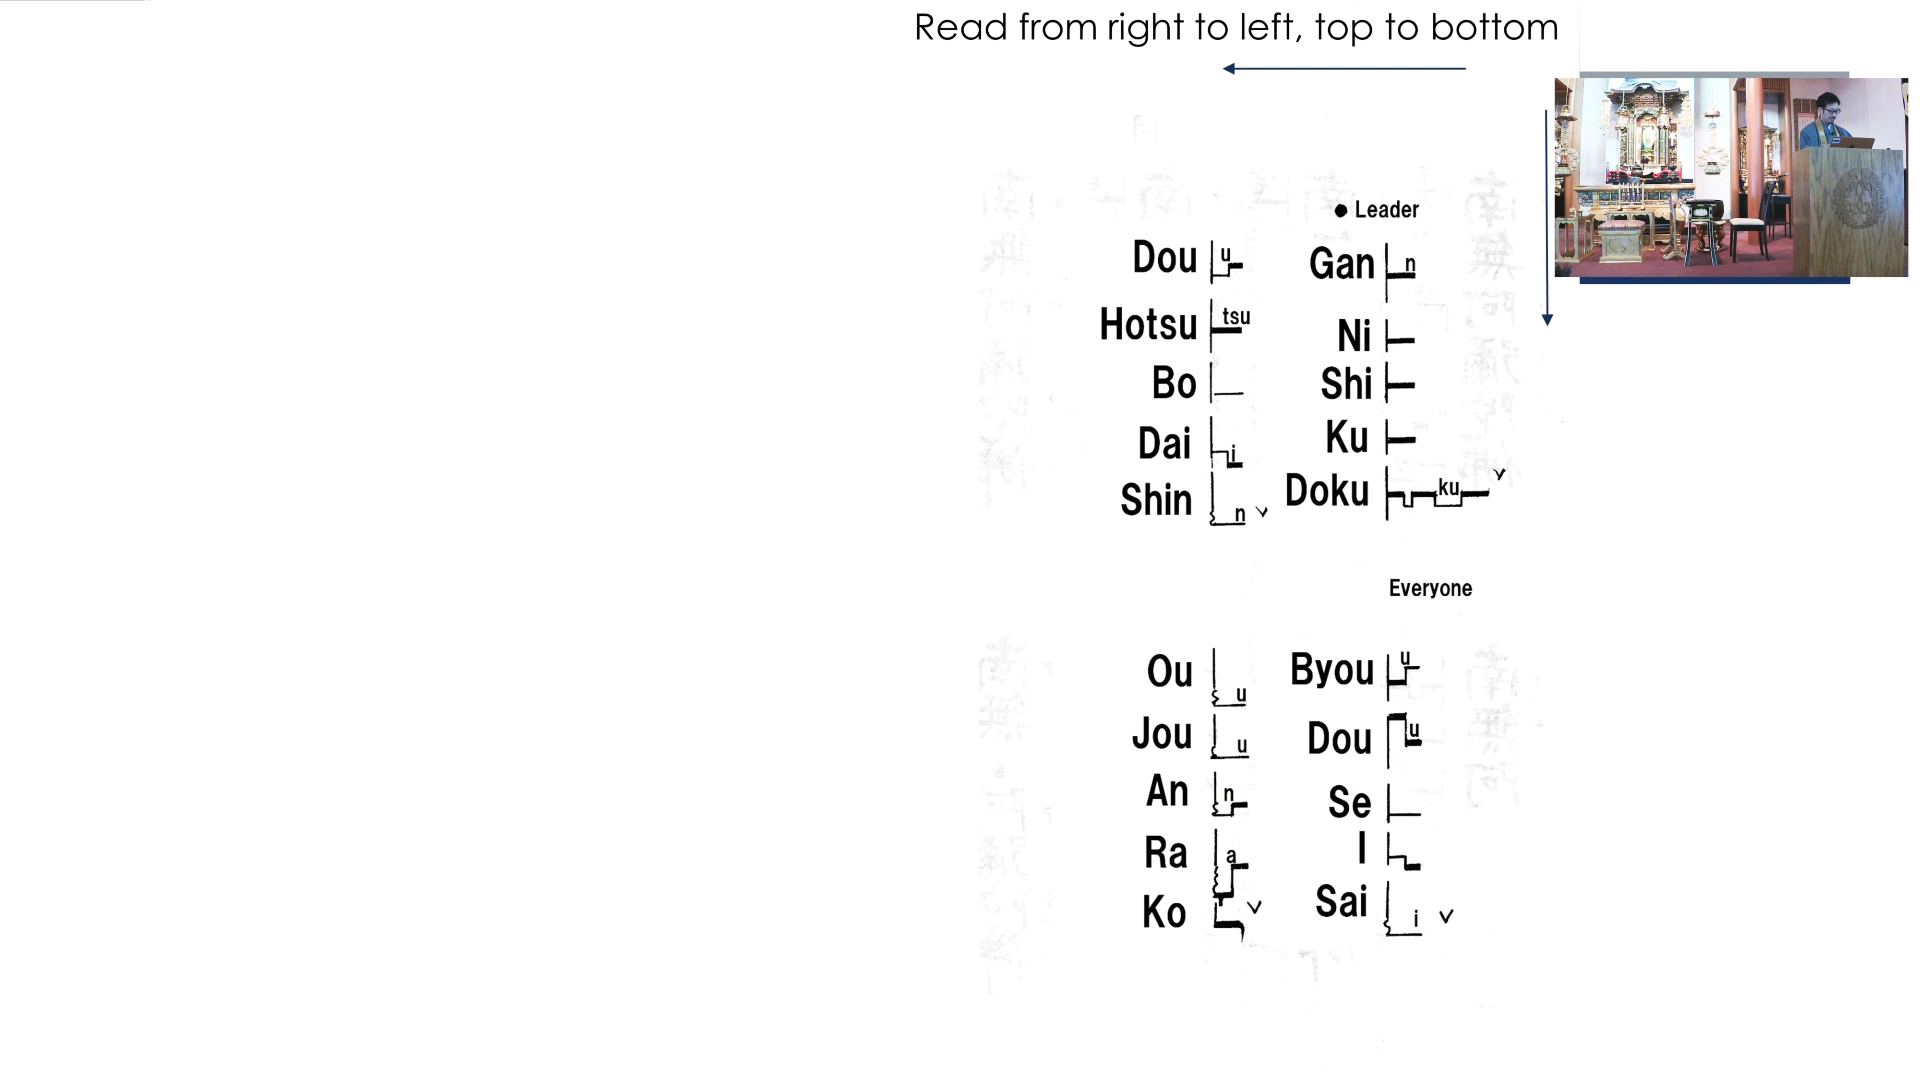 Read from right to left, top to bottom
● Leader
Gan n
Ni
Shi
Ku
Doku ku
Everyone
Byou u
Dou u
Se
I
Sai i
Dou u
Hotsu tsu
Bo
Dai i
Shin n
Ou u
Jou u
An n
Ra a
Ko